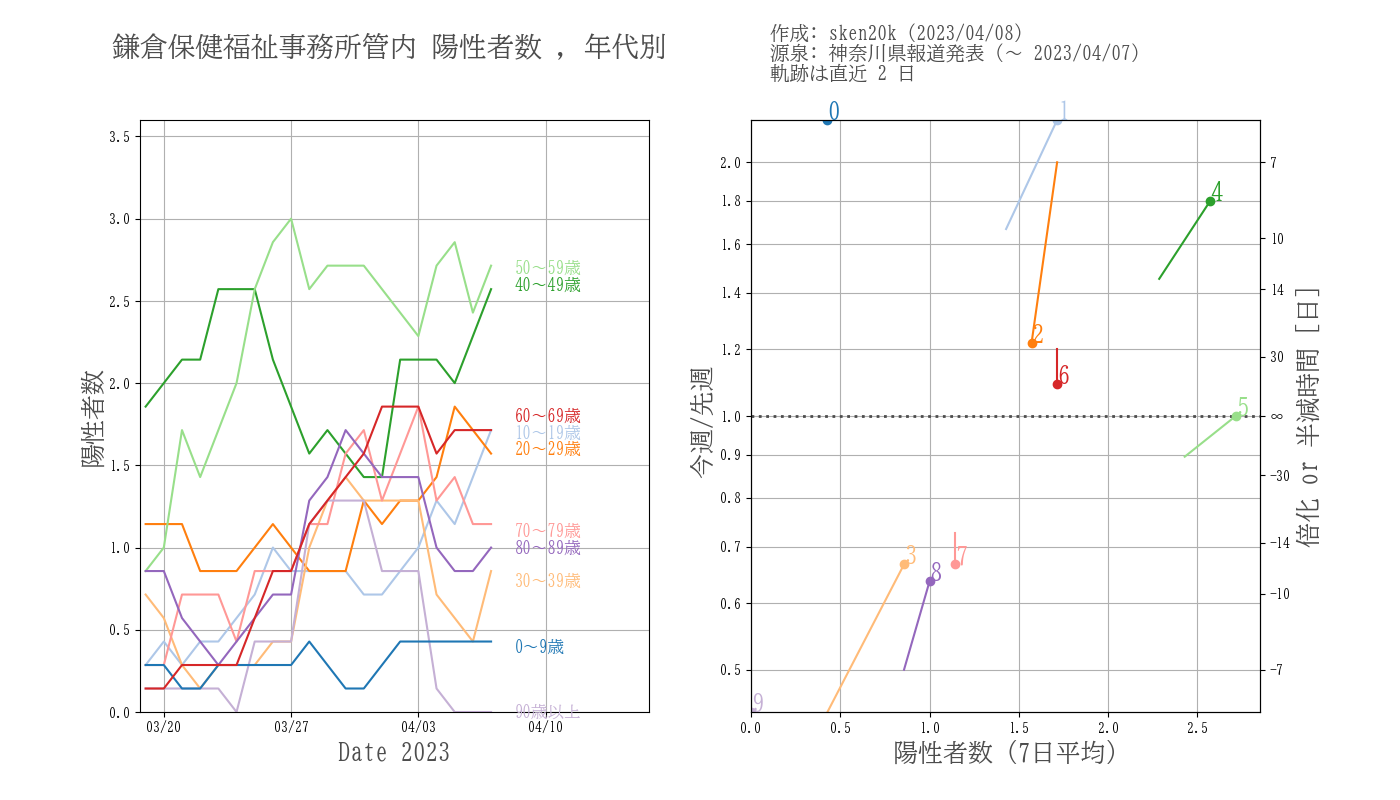 鎌倉保健福祉事務所管内 陽性者数 , 年代別
作成: sken20k (2023/04/08)
源泉: 神奈川県報道発表 (〜 2023/04/07)
軌跡は直近 2 日
陽性者数
3.5
3.0
2.5
2.0
1.5
1.0
0.5
0.0
50〜59歳
40〜49歳
60〜69歳
10〜19歳
20〜29歳
70〜79歳
80〜89歳
30〜39歳
0〜9歳
90歳以上
03/20 03/27 04/03 04/10
Date 2023
今週/先週
2.0
1.8
1.6
1.4
1.2
1.0
0.9
0.8
0.7
0.6
0.5
0
1
4
2
6
5
3
7
8
9
7
10
14
30
∞
−30
−14
−10
−7
倍化 or 半減時間 [日]
0.0 0.5 1.0 1.5 2.0 2.5
陽性者数 (7日平均)